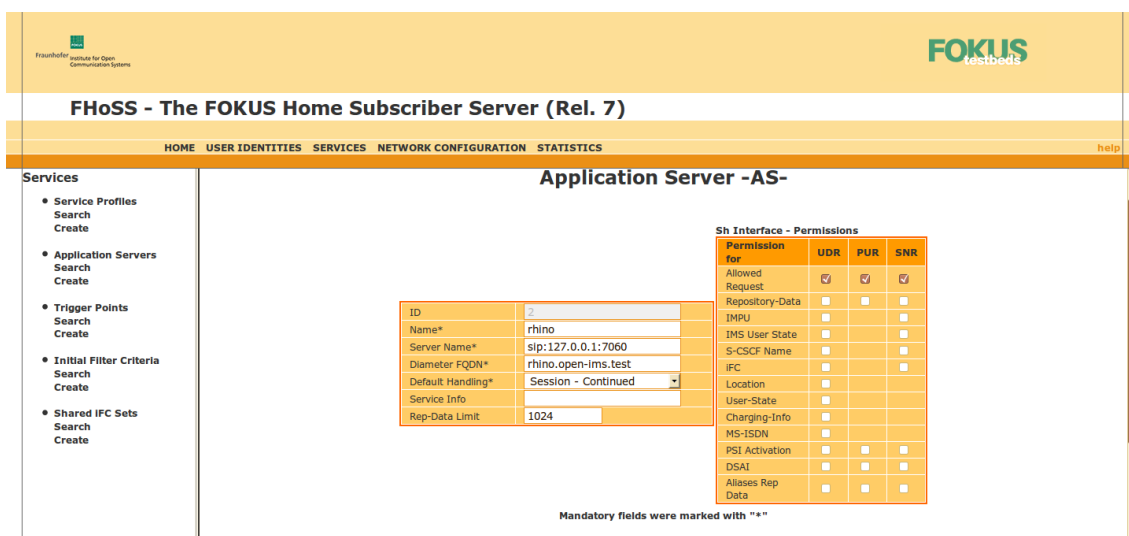 Fraunhofer Institute for Open
Communication Systems
FOKUS
testbeds
FHoSS - The FOKUS Home Subscriber Server (Rel. 7)
HOME USER IDENTITIES SERVICES NETWORK CONFIGURATION STATISTICS help
Services
Service Profiles
Search
Create
Application Servers
Search
Create
Trigger Points
Search
Create
Initial Filter Criteria
Search
Create
Shared iFC Sets
Search
Create
Application Server -AS-
ID 2
Name* rhino
Server Name* sip:127.0.0.1:7060
Diameter FQDN* rhino.open-ims.test
Default Handling* Session - Continued
Service Info
Rep-Data Limit 1024
Sh Interface - Permissions
Permission for UDR PUR SNR
Allowed Request
Repository-Data
IMPU
IMS User State
S-CSCF Name
iFC
Location
User-State
Charging-Info
MS-ISDN
PSI Activation
DSAI
Aliases Rep Data
Mandatory fields were marked with "*"